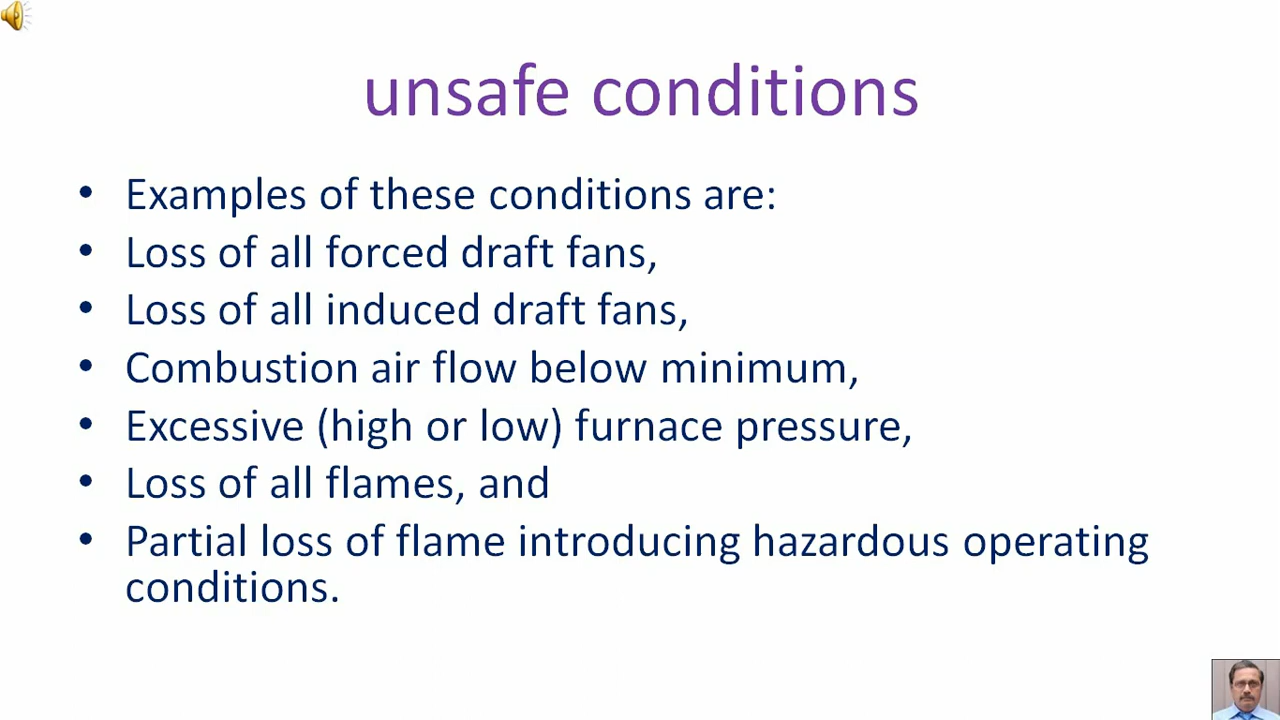 unsafe conditions
• Examples of these conditions are:
• Loss of all forced draft fans,
• Loss of all induced draft fans,
• Combustion air flow below minimum,
• Excessive (high or low) furnace pressure,
• Loss of all flames, and
• Partial loss of flame introducing hazardous operating
conditions.